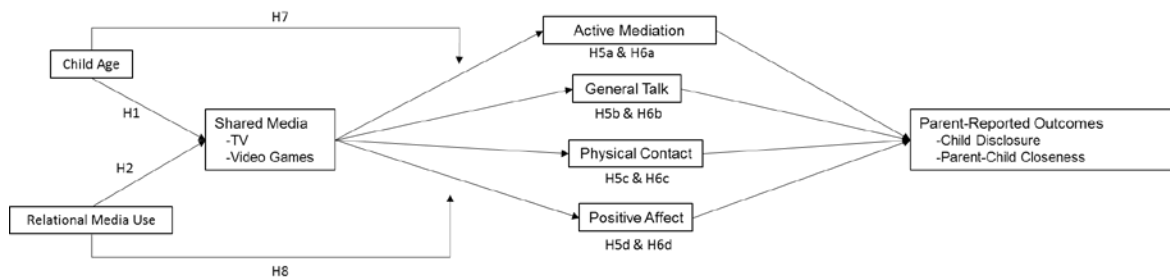 H7
Child Age
H1
H2
Relational Media Use
H8
Shared Media
-TV
-Video Games
Active Mediation
H5a & H6a
General Talk
H5b & H6b
Physical Contact
H5c & H6c
Positive Affect
H5d & H6d
Parent-Reported Outcomes
-Child Disclosure
-Parent-Child Closeness